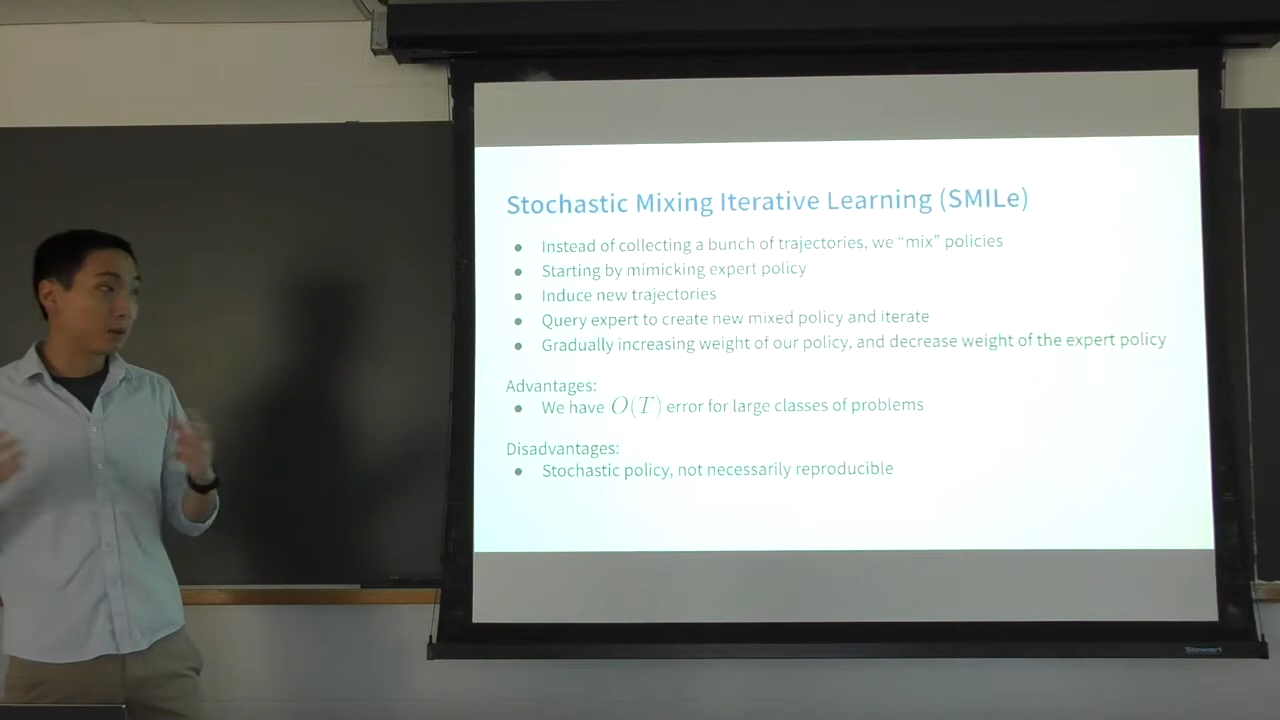 Stochastic Mixing Iterative Learning (SMILe)
● Instead of collecting a bunch of trajectories, we “mix” policies
● Starting by mimicking expert policy
● Induce new trajectories
● Query expert to create new mixed policy and iterate
● Gradually increasing weight of our policy, and decrease weight of the expert policy
Advantages:
● We have O(T) error for large classes of problems
Disadvantages:
● Stochastic policy, not necessarily reproducible
Stewart